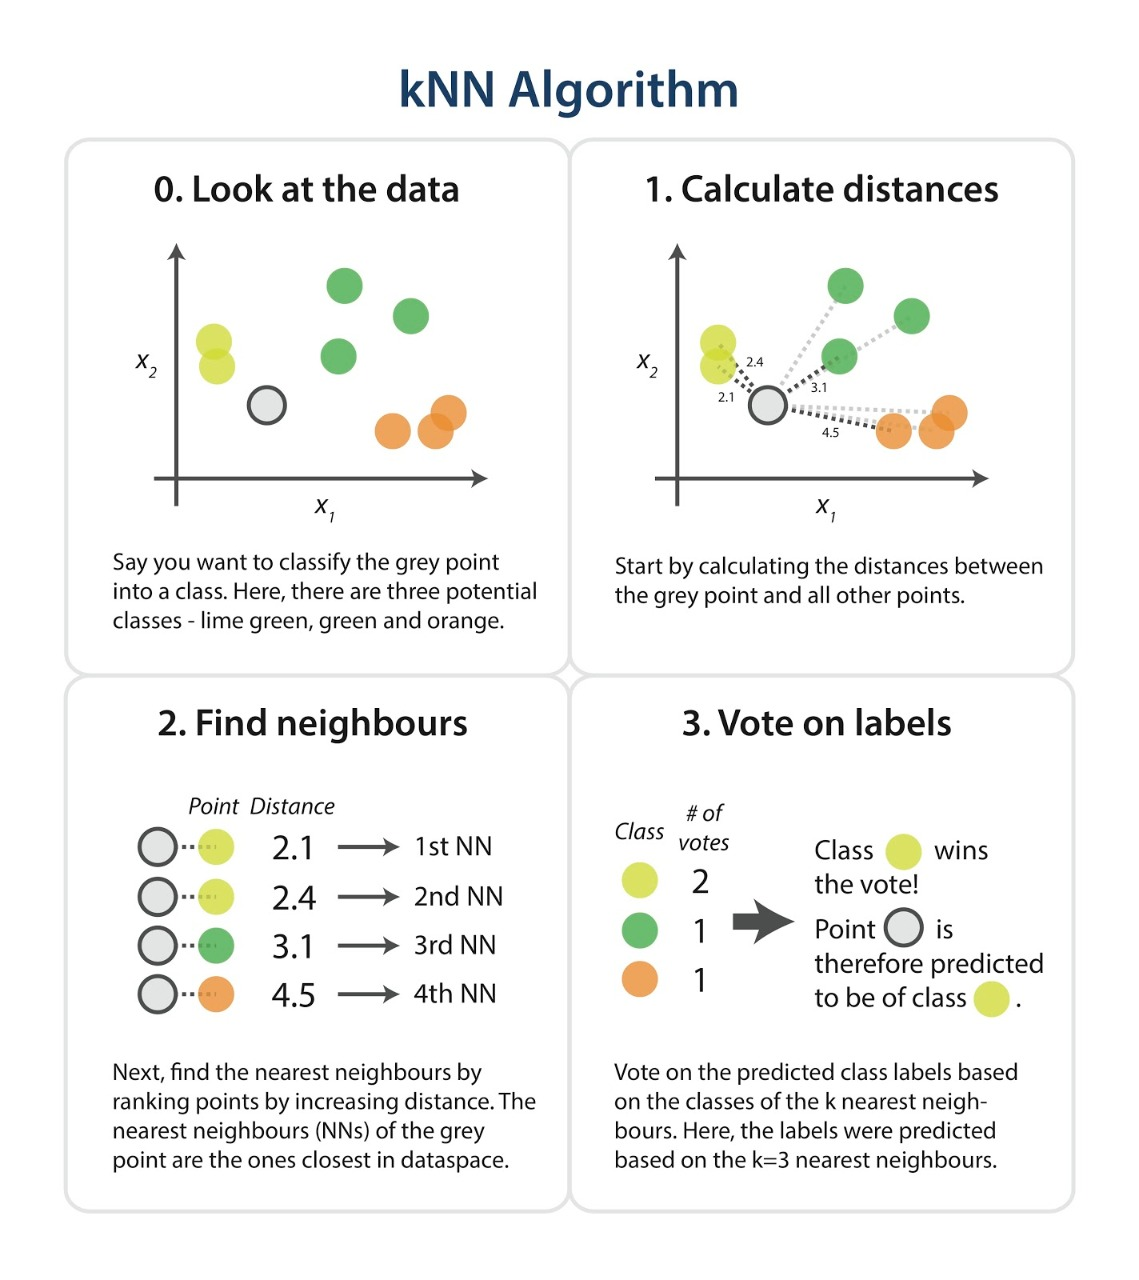 kNN Algorithm
0. Look at the data
x2
x1
Say you want to classify the grey point
into a class. Here, there are three potential
classes - lime green, green and orange.
1. Calculate distances
x2
2.4
2.1
3.1
4.5
x1
Start by calculating the distances between
the grey point and all other points.
2. Find neighbours
Point Distance
2.1 1st NN
2.4 2nd NN
3.1 3rd NN
4.5 4th NN
Next, find the nearest neighbours by
ranking points by increasing distance. The
nearest neighbours (NNs) of the grey
point are the ones closest in dataspace.
3. Vote on labels
Class # of
votes
2
1
1
Class wins
the vote!
Point is
therefore predicted
to be of class .
Vote on the predicted class labels based
on the classes of the k nearest neigh-
bours. Here, the labels were predicted
based on the k=3 nearest neighbours.